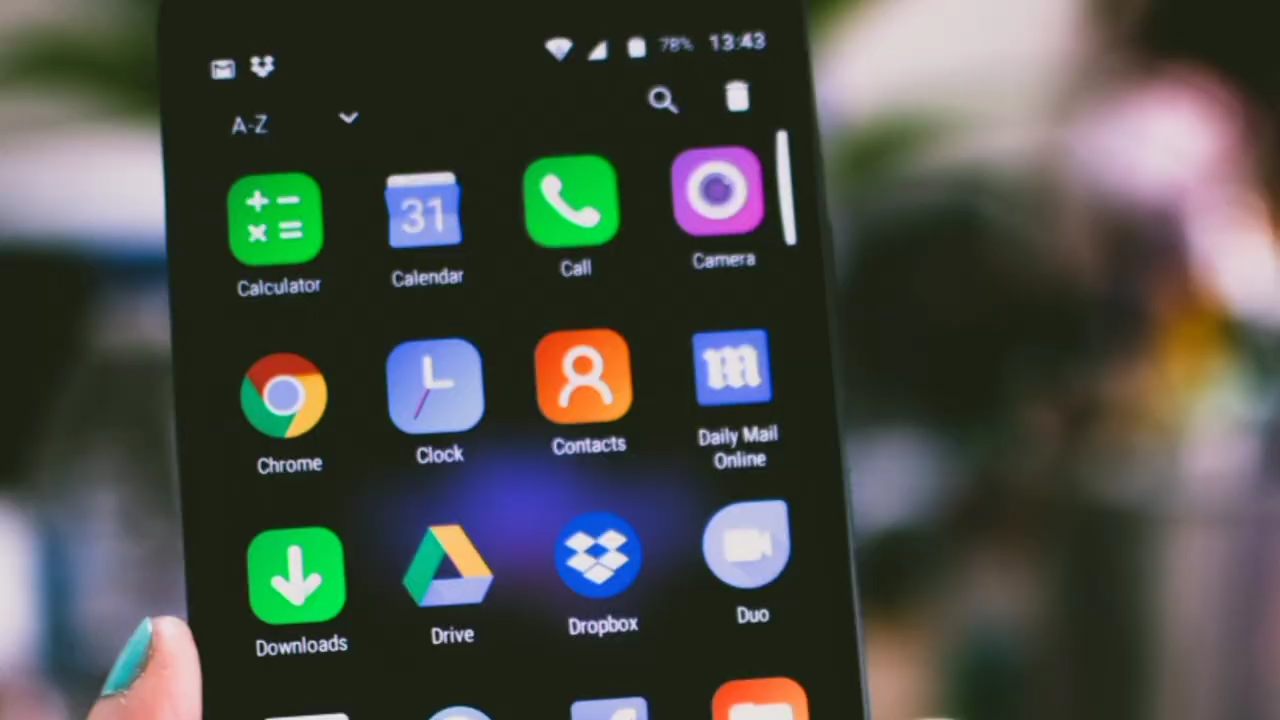 78% 13:43
A-Z
31
Calculator
Calendar
Call
Camera
Chrome
Clock
Contacts
m
Daily Mail
Online
Downloads
Drive
Dropbox
Duo